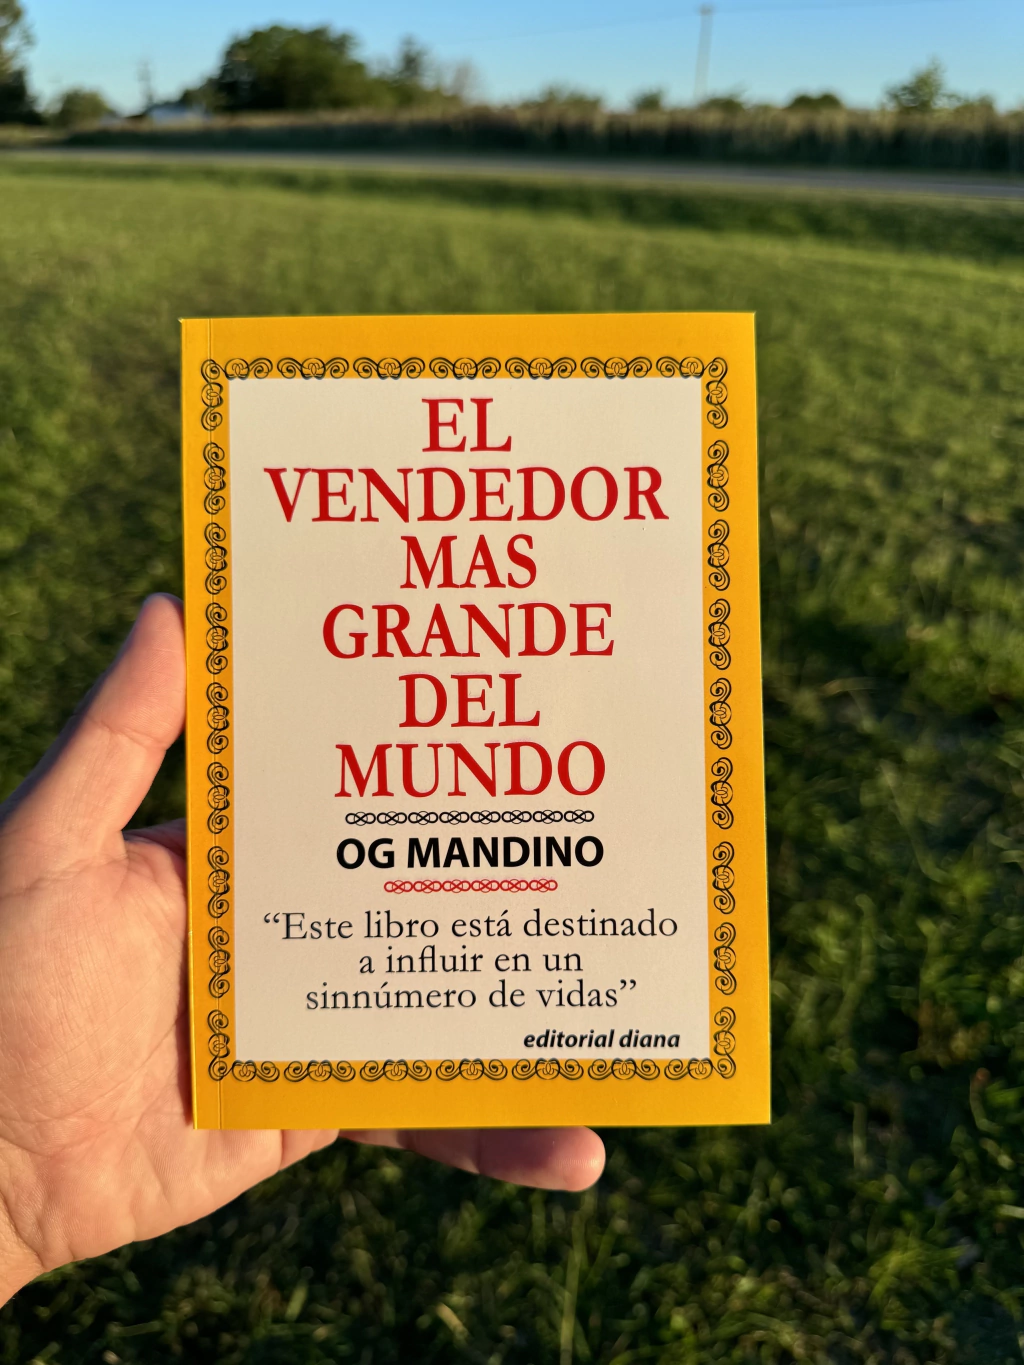 EL
VENDEDOR
MAS
GRANDE
DEL
MUNDO
OG MANDINO
“Este libro está destinado
a influir en un
sinnúmero de vidas”
editorial diana